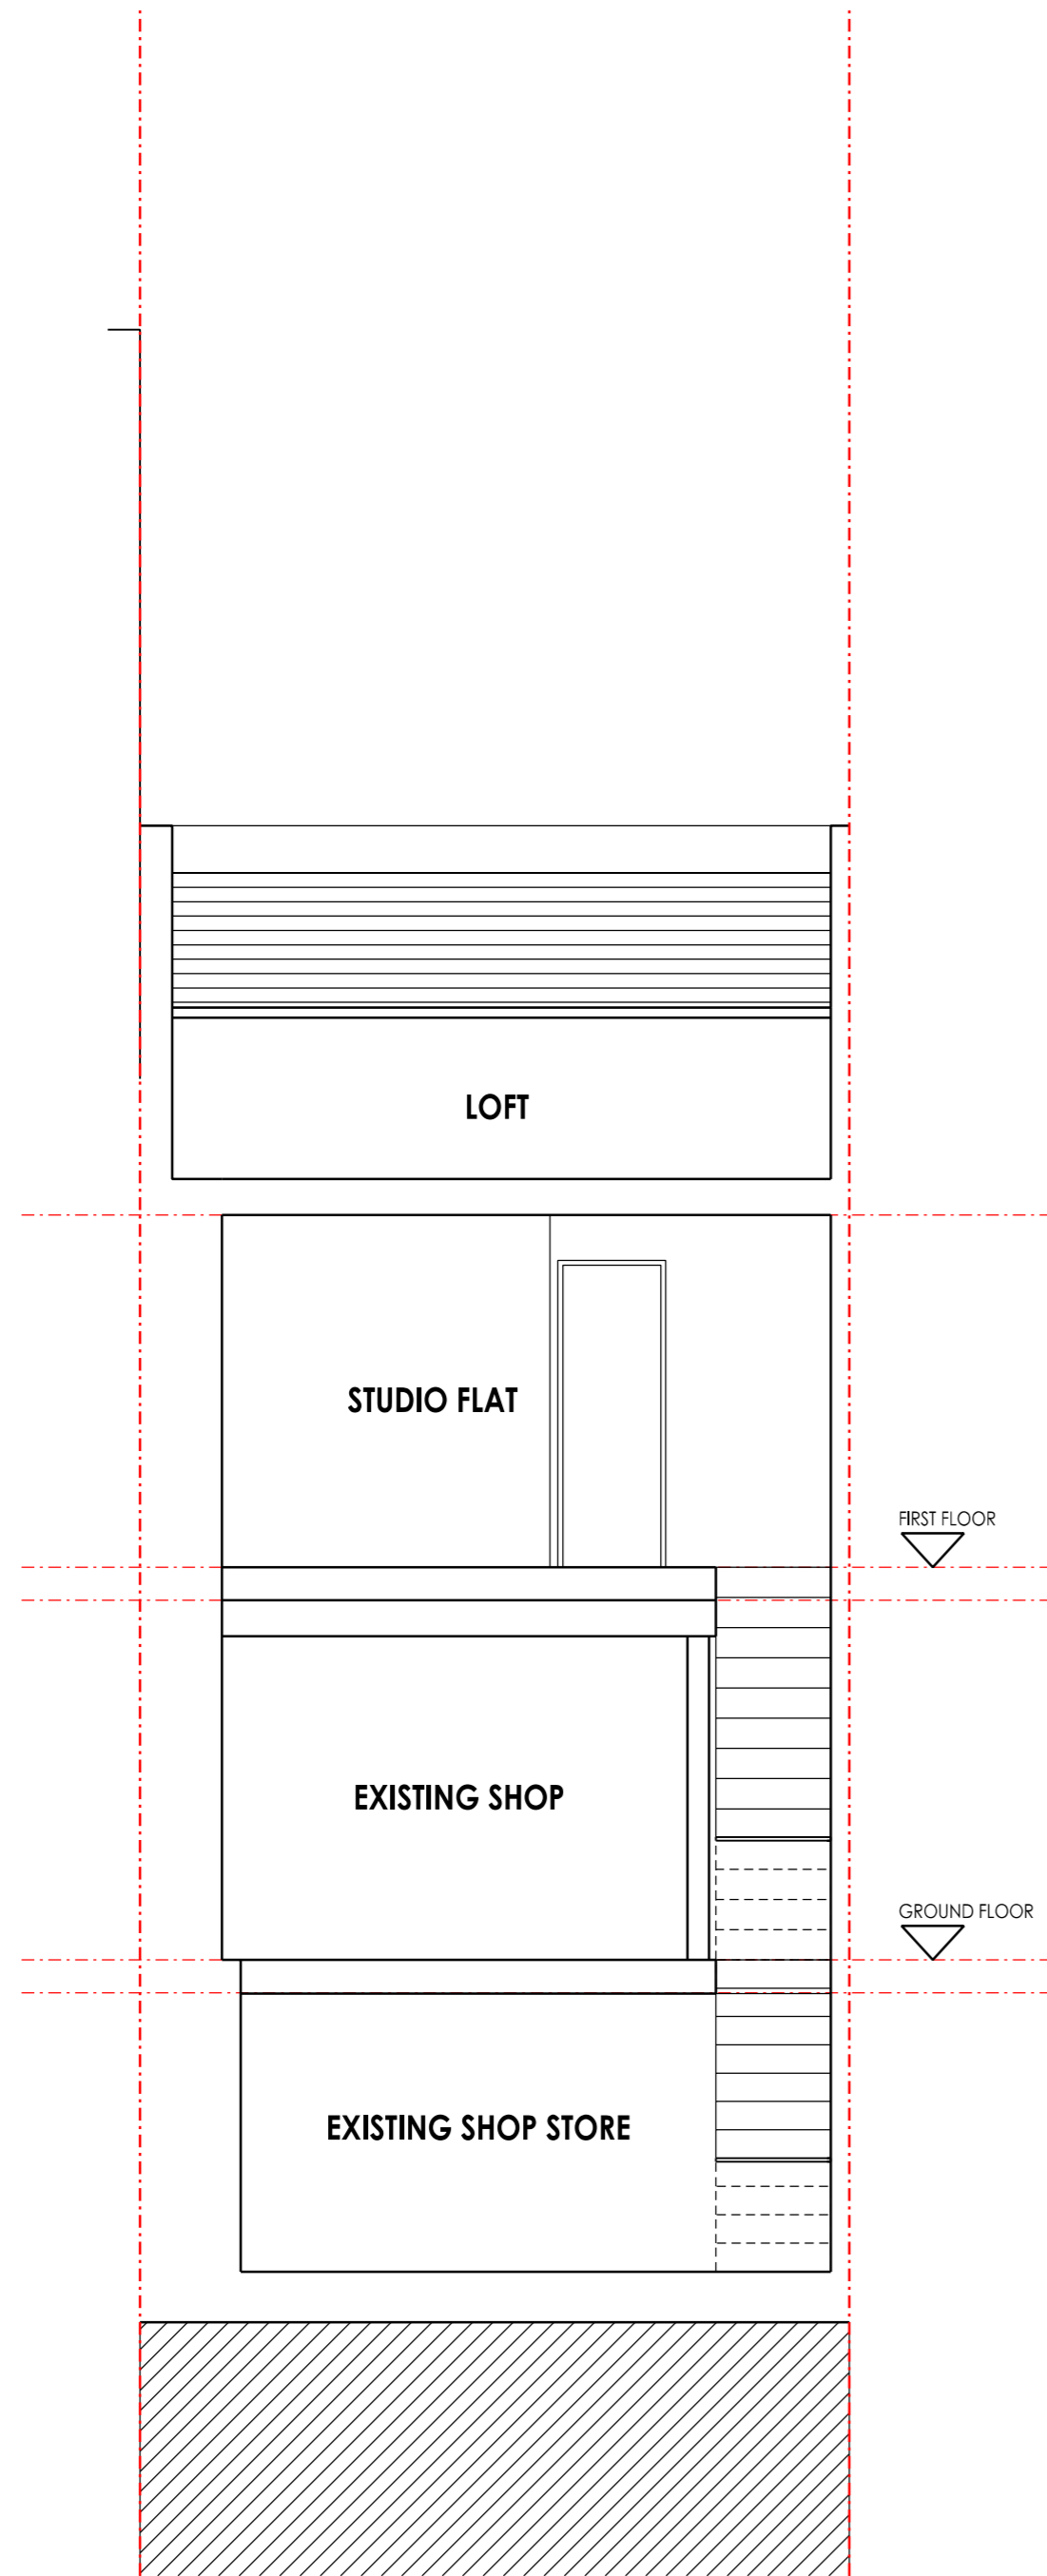 LOFT
STUDIO FLAT
FIRST FLOOR
EXISTING SHOP
GROUND FLOOR
EXISTING SHOP STORE